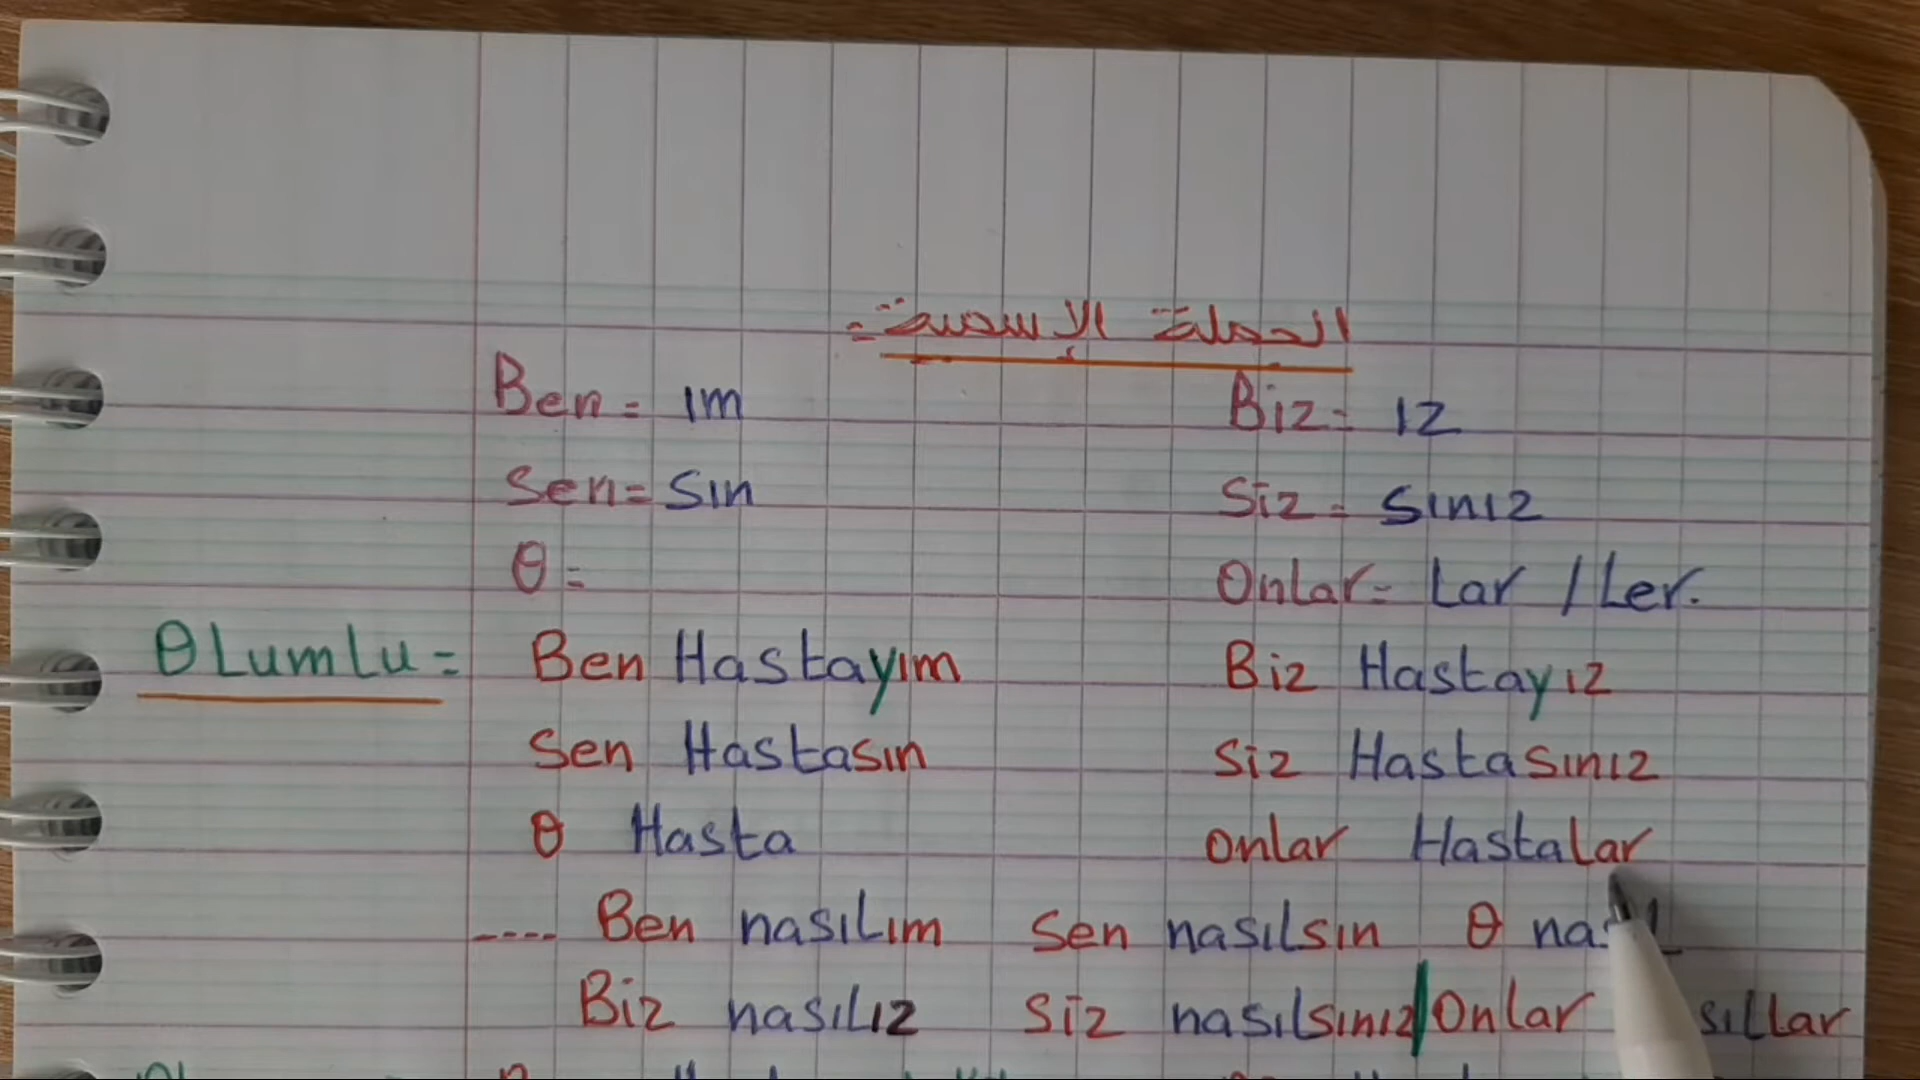 الجملة الإسمية:
Ben = ım Biz = ız
Sen = Sın Siz = Sınız
θ = Onlar = Lar / Ler.
θLumLu = Ben Hastayım Biz Hastayız
Sen Hastasın Siz Hastasınız
θ Hasta onlar Hastalar
---- Ben nasıLım Sen nasılsın θ
Biz nasıLız Siz nasılsınız/Onlar